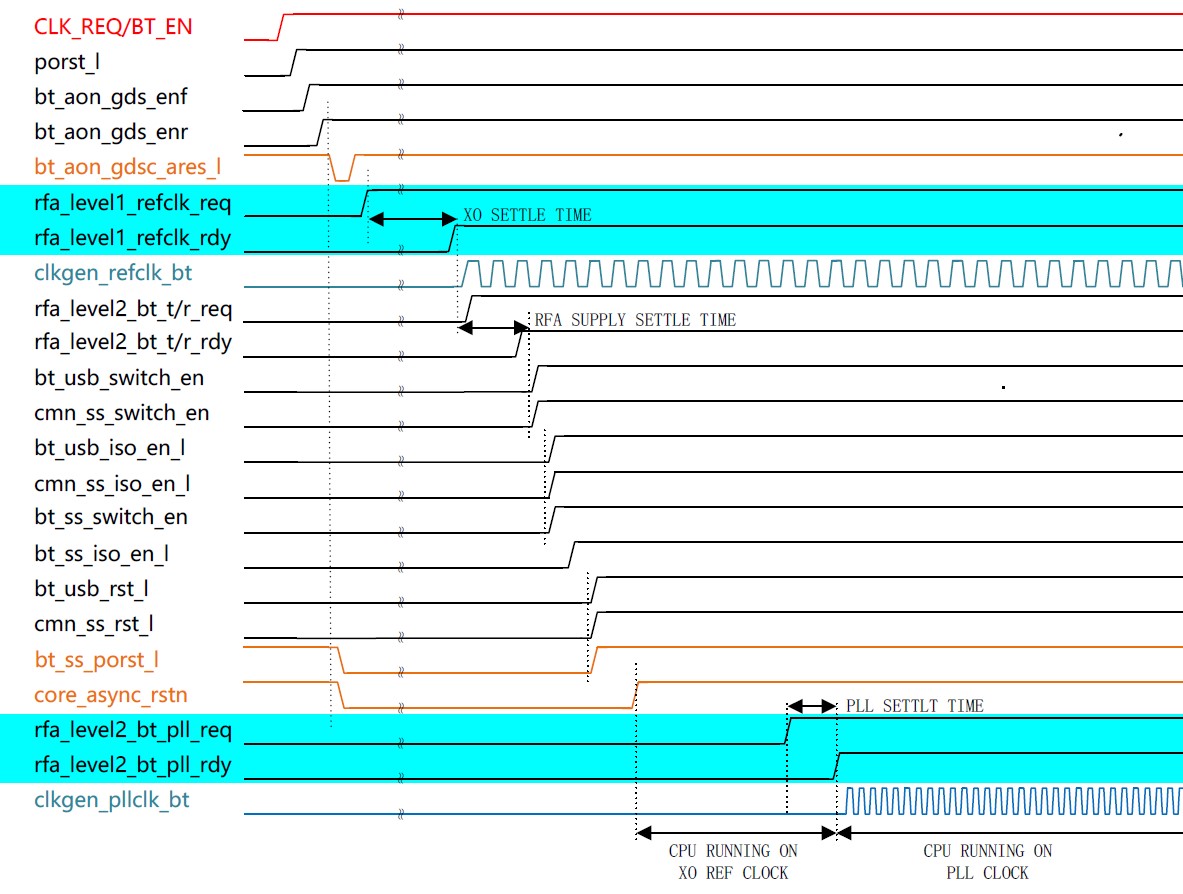 CLK_REQ/BT_EN
porst_l
bt_aon_gds_enf
bt_aon_gds_enr
bt_aon_gdsc_ares_l
rfa_level1_refclk_req
XO SETTLE TIME
rfa_level1_refclk_rdy
clkgen_refclk_bt
rfa_level2_bt_t/r_req
RFA SUPPLY SETTLE TIME
rfa_level2_bt_t/r_rdy
bt_usb_switch_en
cmn_ss_switch_en
bt_usb_iso_en_l
cmn_ss_iso_en_l
bt_ss_switch_en
bt_ss_iso_en_l
bt_usb_rst_l
cmn_ss_rst_l
bt_ss_porst_l
core_async_rstn
PLL SETTLT TIME
rfa_level2_bt_pll_req
rfa_level2_bt_pll_rdy
clkgen_pllclk_bt
CPU RUNNING ON
XO REF CLOCK
CPU RUNNING ON
PLL CLOCK